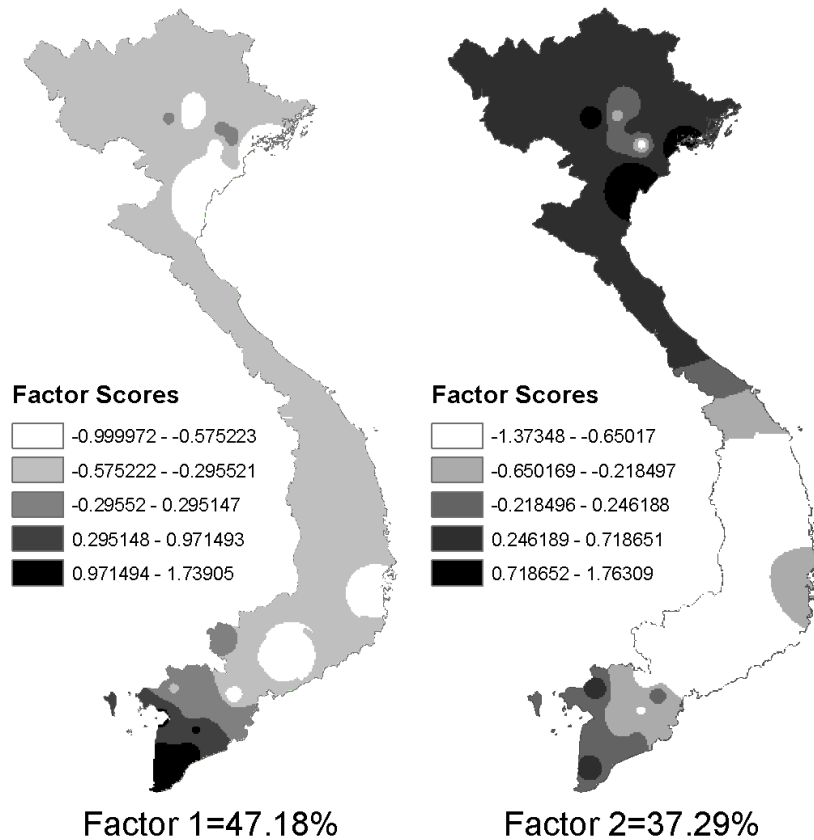 Factor Scores
-0.999972 - -0.575223
-0.575222 - -0.295521
-0.29552 - 0.295147
0.295148 - 0.971493
0.971494 - 1.73905
Factor 1=47.18%
Factor Scores
-1.37348 - -0.65017
-0.650169 - -0.218497
-0.218496 - 0.246188
0.246189 - 0.718651
0.718652 - 1.76309
Factor 2=37.29%